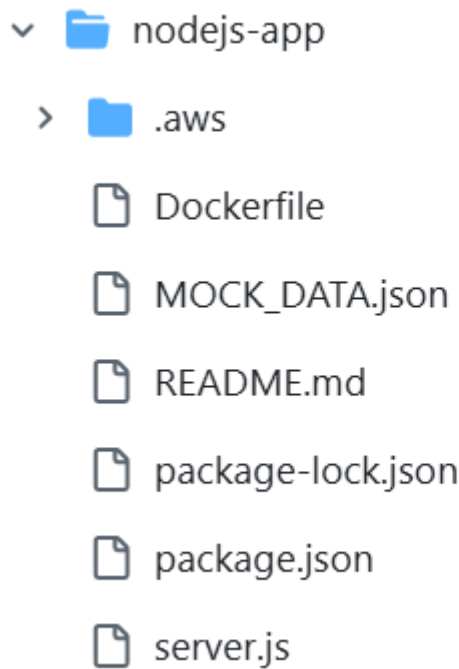 nodejs-app
.aws
Dockerfile
MOCK_DATA.json
README.md
package-lock.json
package.json
server.js